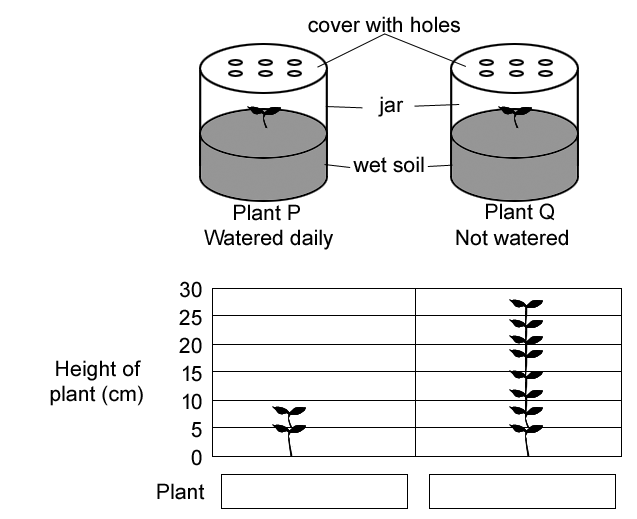 cover with holes
jar
wet soil
Plant P
Watered daily
Plant Q
Not watered
30
25
20
15
10
5
0
Height of
plant (cm)
Plant